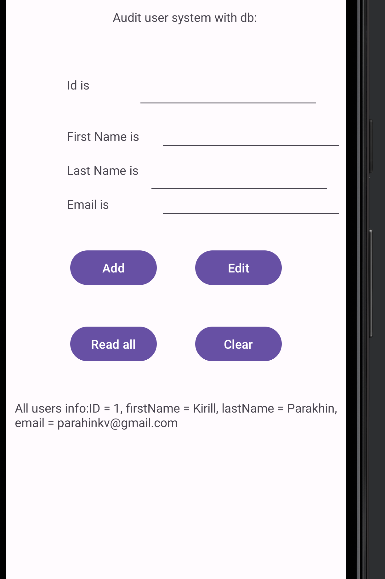 Audit user system with db:
Id is
First Name is
Last Name is
Email is
Add Edit
Read all Clear
All users info:ID = 1, firstName = Kirill, lastName = Parakhin,
email = parahinkv@gmail.com